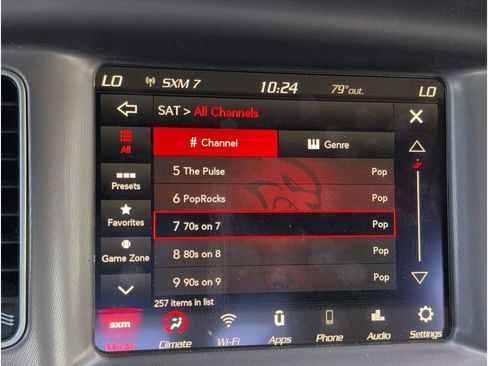 LO SXM 7 10:24 79°out. LO
SAT > All Channels
All
# Channel
Genre
5 The Pulse Pop
Presets
6 PopRocks Pop
Favorites
7 70s on 7 Pop
Game Zone
8 80s on 8 Pop
9 90s on 9 Pop
257 items in list
sxm
Climate
Wi-Fi
Apps
Phone
Audio
Settings